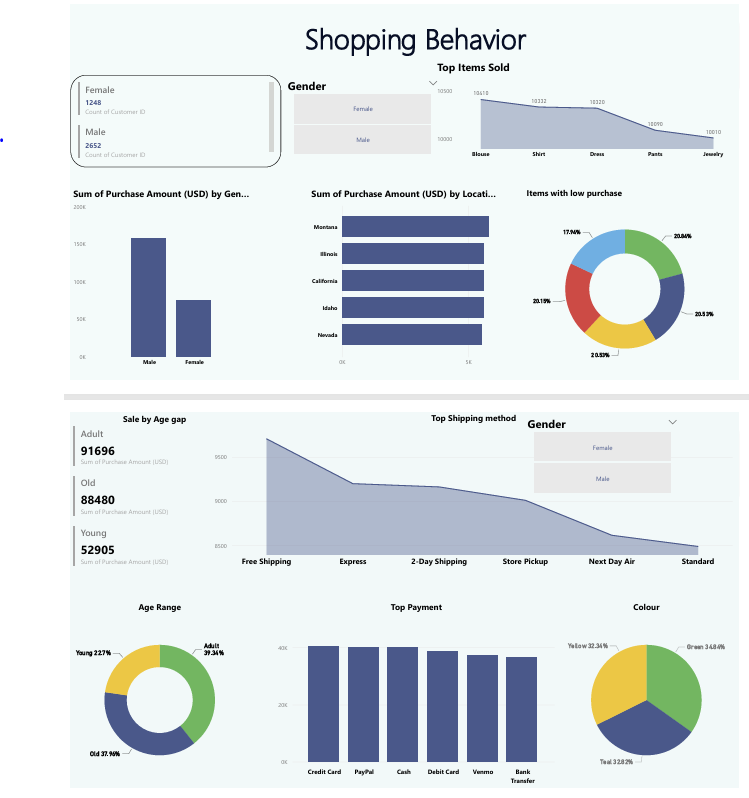 Shopping Behavior
Top Items Sold
Female
1248
Count of Customer ID
Male
2652
Count of Customer ID
Gender
Female
Male
10500
10000
10410
10332
10320
10090
10010
Blouse
Shirt
Dress
Pants
Jewelry
Sum of Purchase Amount (USD) by Gen...
200K
150K
100K
50K
0K
Male
Female
Sum of Purchase Amount (USD) by Locati...
Montana
Illinois
California
Idaho
Nevada
0K
5K
Items with low purchase
17.94%
20.84%
20.15%
20.53%
20.53%
Sale by Age gap
Adult
91696
Sum of Purchase Amount (USD)
Old
88480
Sum of Purchase Amount (USD)
Young
52905
Sum of Purchase Amount (USD)
Top Shipping method
Gender
Female
Male
9500
9000
8500
Free Shipping
Express
2-Day Shipping
Store Pickup
Next Day Air
Standard
Age Range
Young 22.7%
Adult
39.34%
Old 37.96%
Top Payment
40K
20K
0K
Credit Card
PayPal
Cash
Debit Card
Venmo
Bank
Transfer
Colour
Yellow 32.34%
Green 34.84%
Teal 32.82%